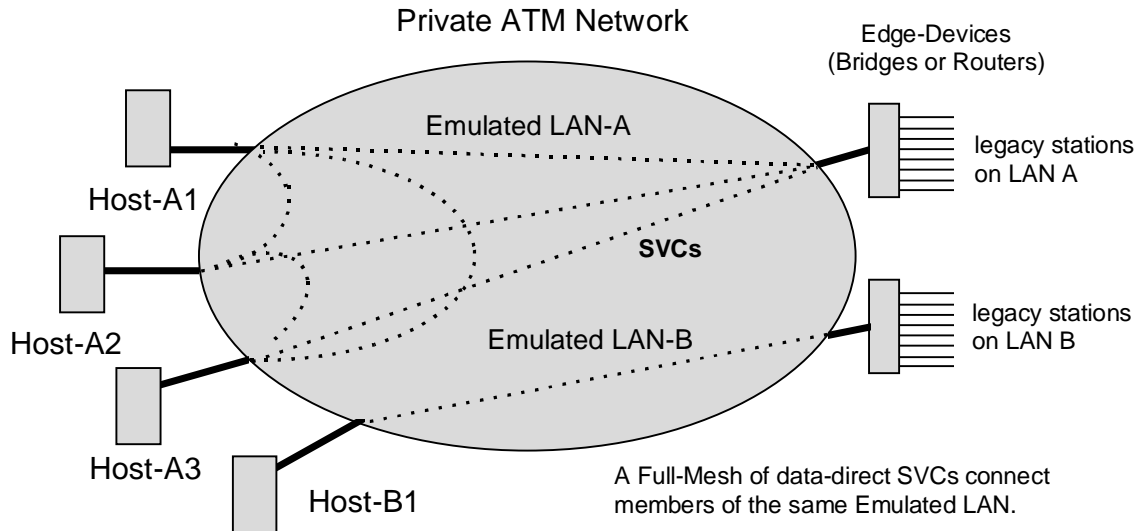 Private ATM Network
Edge-Devices
(Bridges or Routers)
Emulated LAN-A
legacy stations
on LAN A
Host-A1
SVCs
Host-A2
Emulated LAN-B
legacy stations
on LAN B
Host-A3
Host-B1
A Full-Mesh of data-direct SVCs connect
members of the same Emulated LAN.